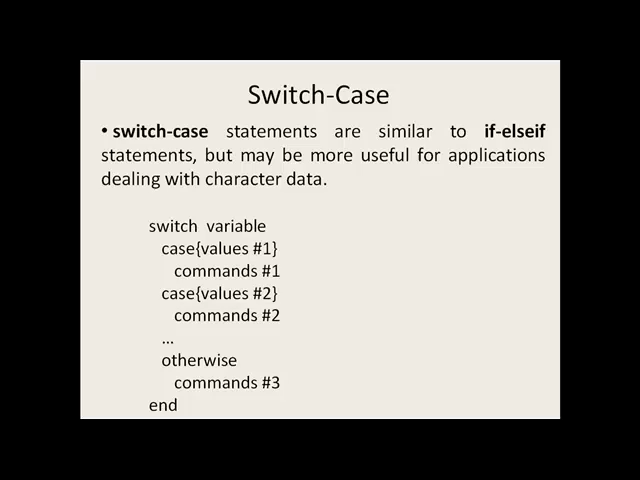 Switch-Case
• switch-case statements are similar to if-elseif
statements, but may be more useful for applications
dealing with character data.
switch variable
case{values #1}
commands #1
case{values #2}
commands #2
...
otherwise
commands #3
end